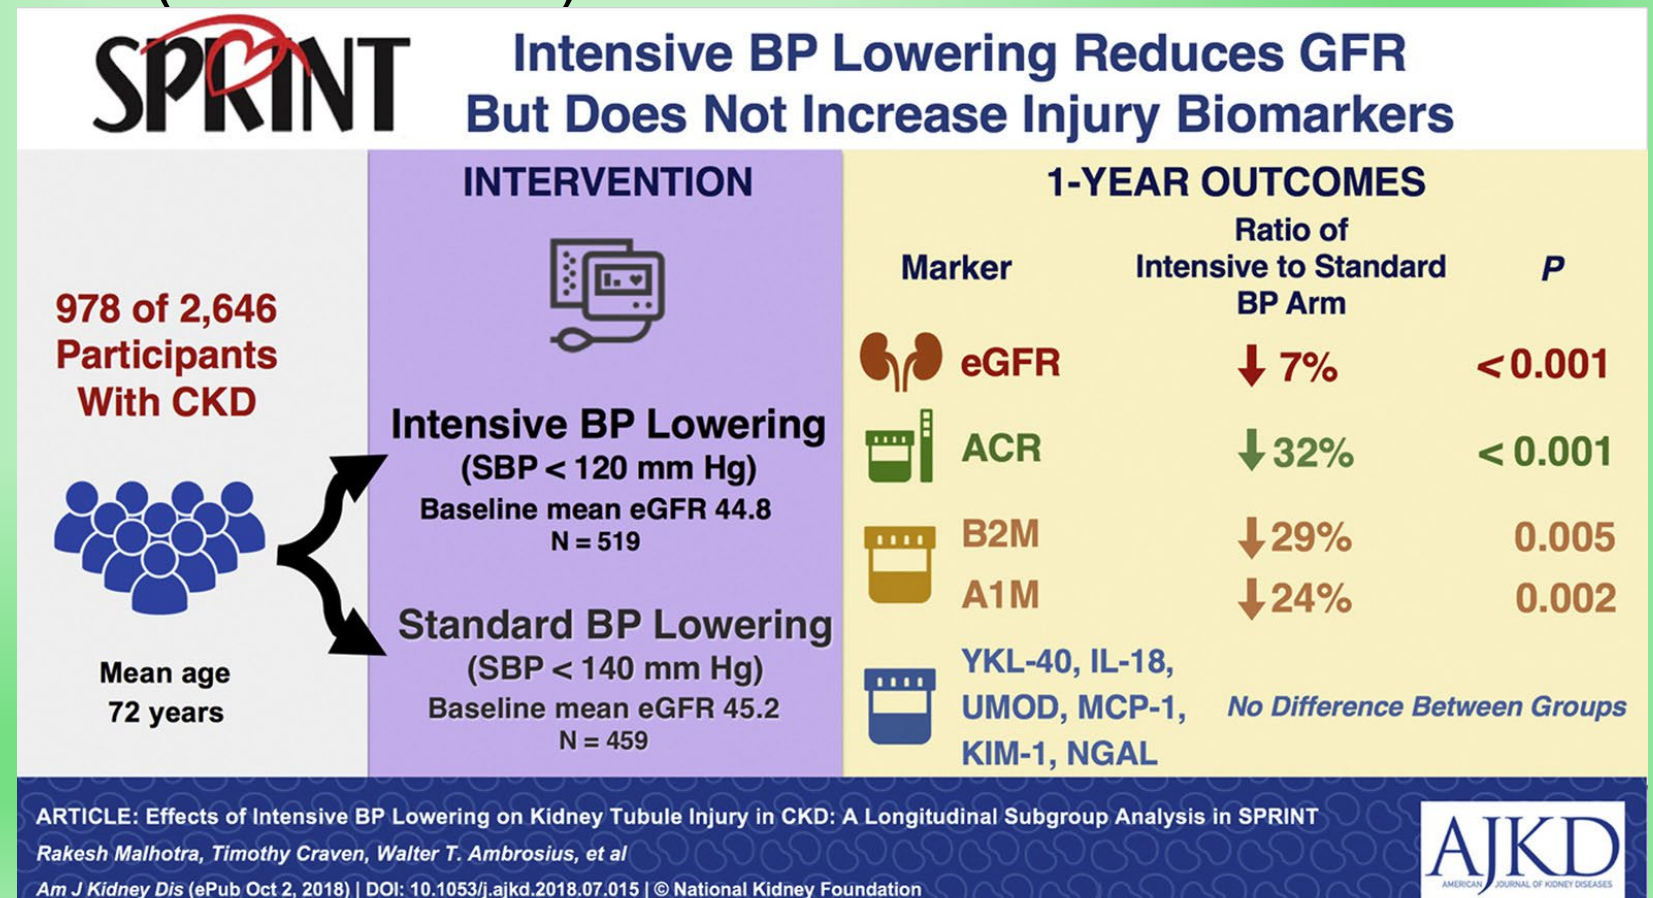 SPRINT
Intensive BP Lowering Reduces GFR
But Does Not Increase Injury Biomarkers
978 of 2,646
Participants
With CKD
Mean age
72 years
INTERVENTION
Intensive BP Lowering
(SBP < 120 mm Hg)
Baseline mean eGFR 44.8
N = 519
Standard BP Lowering
(SBP < 140 mm Hg)
Baseline mean eGFR 45.2
N = 459
1-YEAR OUTCOMES
Marker
Ratio of
Intensive to Standard
BP Arm
P
eGFR ↓ 7% <0.001
ACR ↓ 32% < 0.001
B2M ↓ 29% 0.005
A1M ↓ 24% 0.002
YKL-40, IL-18,
UMOD, MCP-1,
KIM-1, NGAL
No Difference Between Groups
ARTICLE: Effects of Intensive BP Lowering on Kidney Tubule Injury in CKD: A Longitudinal Subgroup Analysis in SPRINT
Rakesh Malhotra, Timothy Craven, Walter T. Ambrosius, et al
Am J Kidney Dis (ePub Oct 2, 2018) | DOI: 10.1053/j.ajkd.2018.07.015 | © National Kidney Foundation
AJKD
AMERICAN JOURNAL OF KIDNEY DISEASES